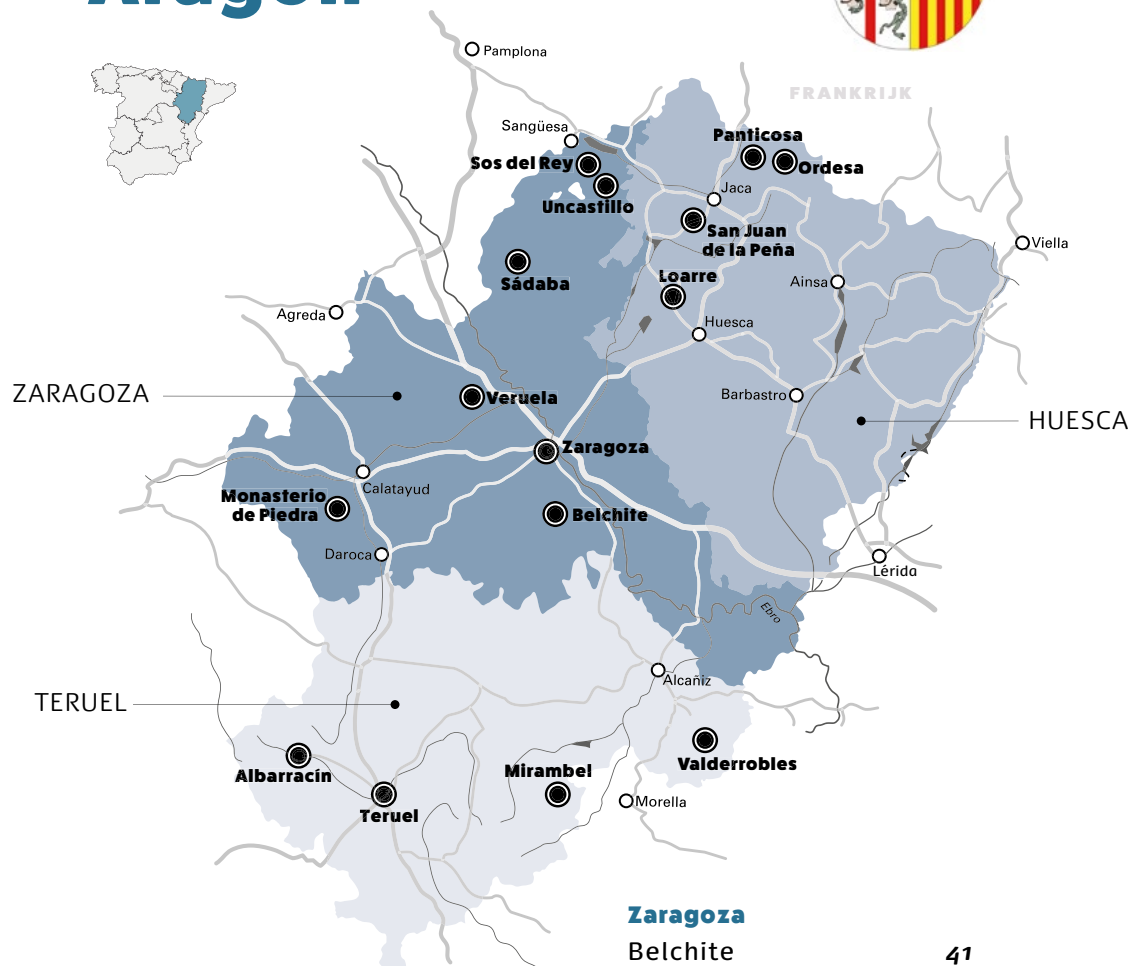 Aragón
Pamplona
FRANKRIJK
Sangüesa
Panticosa
Sos del Rey
Ordesa
Jaca
Uncastillo
San Juan
de la Peña
Viella
Sádaba
Loarre
Ainsa
Agreda
Huesca
ZARAGOZA
Veruela
Barbastro
HUESCA
Zaragoza
Calatayud
Monasterio
de Piedra
Belchite
Daroca
Lérida
Ebro
Alcañiz
TERUEL
Valderrobles
Albarracín
Mirambel
Morella
Teruel
Zaragoza
Belchite 41